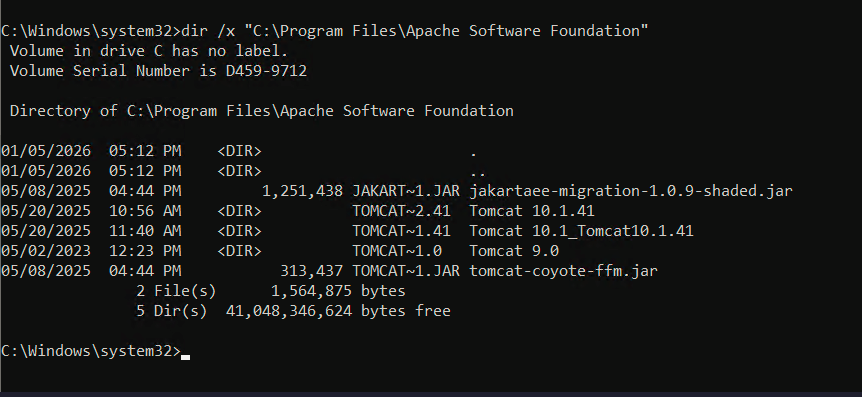 C:\Windows\system32>dir /x "C:\Program Files\Apache Software Foundation"
 Volume in drive C has no label.
 Volume Serial Number is D459-9712

 Directory of C:\Program Files\Apache Software Foundation

01/05/2026  05:12 PM    <DIR>                       .
01/05/2026  05:12 PM    <DIR>                       ..
05/08/2025  04:44 PM         1,251,438 JAKART~1.JAR jakartaee-migration-1.0.9-shaded.jar
05/20/2025  10:56 AM    <DIR>          TOMCAT~2.41  Tomcat 10.1.41
05/20/2025  11:40 AM    <DIR>          TOMCAT~1.41  Tomcat 10.1_Tomcat10.1.41
05/02/2023  12:23 PM    <DIR>          TOMCAT~1.0   Tomcat 9.0
05/08/2025  04:44 PM           313,437 TOMCAT~1.JAR tomcat-coyote-ffm.jar
               2 File(s)      1,564,875 bytes
               5 Dir(s)  41,048,346,624 bytes free

C:\Windows\system32>